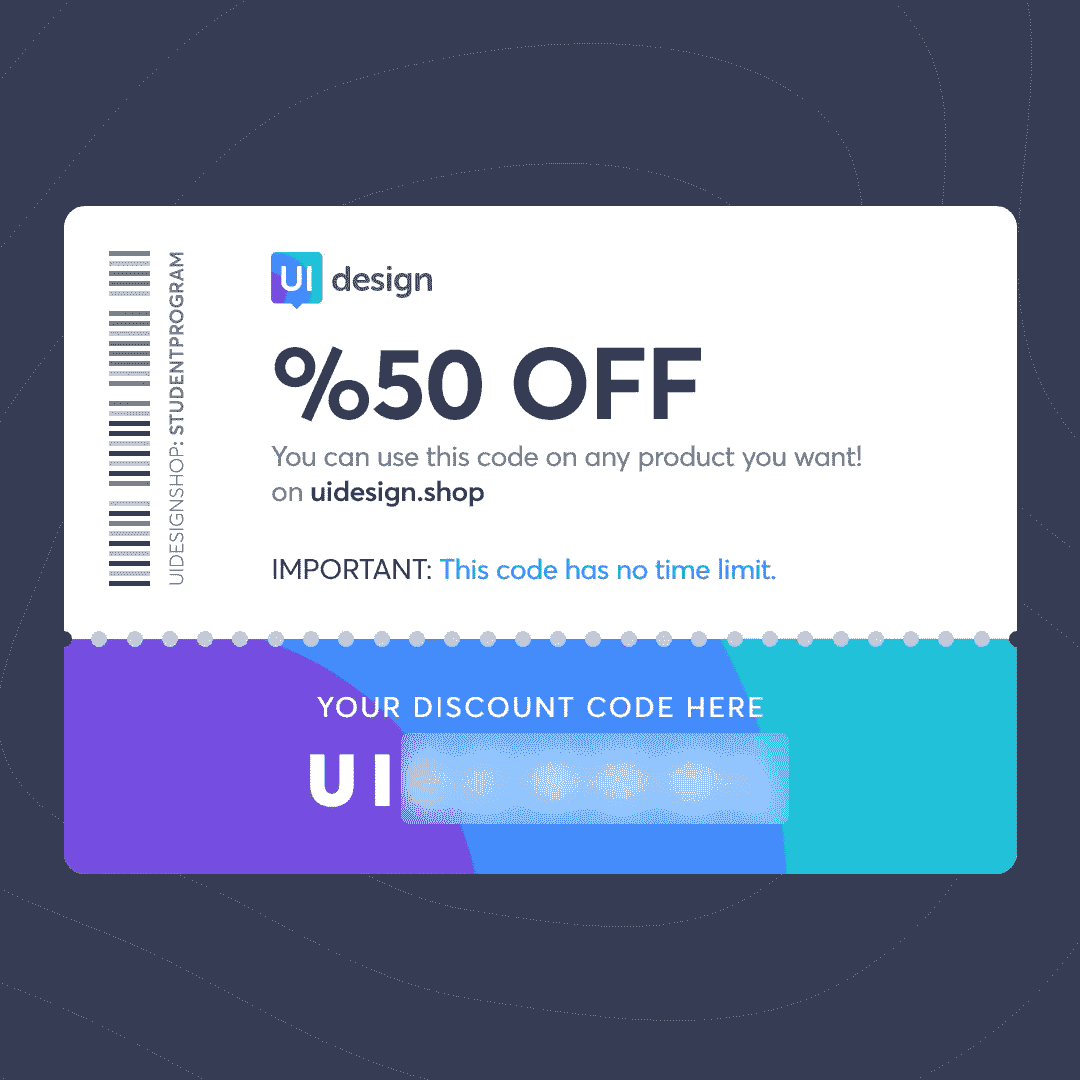 UIDESIGNSHOP: STUDENTPROGRAM
UI design
%50 OFF
You can use this code on any product you want!
on uidesign.shop
IMPORTANT: This code has no time limit.
YOUR DISCOUNT CODE HERE
UI